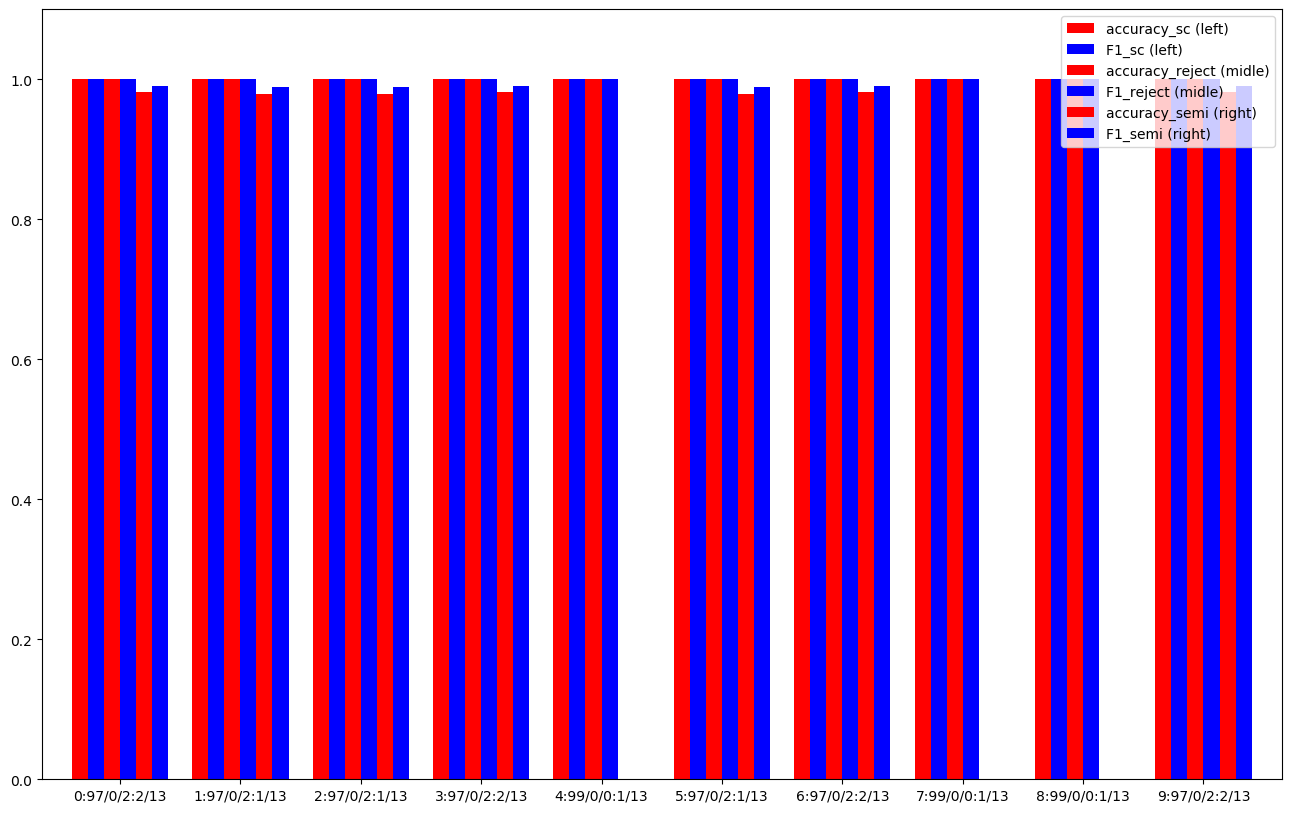 accuracy_sc (left)
F1_sc (left)
accuracy_reject (midle)
F1_reject (midle)
accuracy_semi (right)
F1_semi (right)
1.0
0.8
0.6
0.4
0.2
0.0
0:97/0/2:2/13 1:97/0/2:1/13 2:97/0/2:1/13 3:97/0/2:2/13 4:99/0/0:1/13 5:97/0/2:1/13 6:97/0/2:2/13 7:99/0/0:1/13 8:99/0/0:1/13 9:97/0/2:2/13